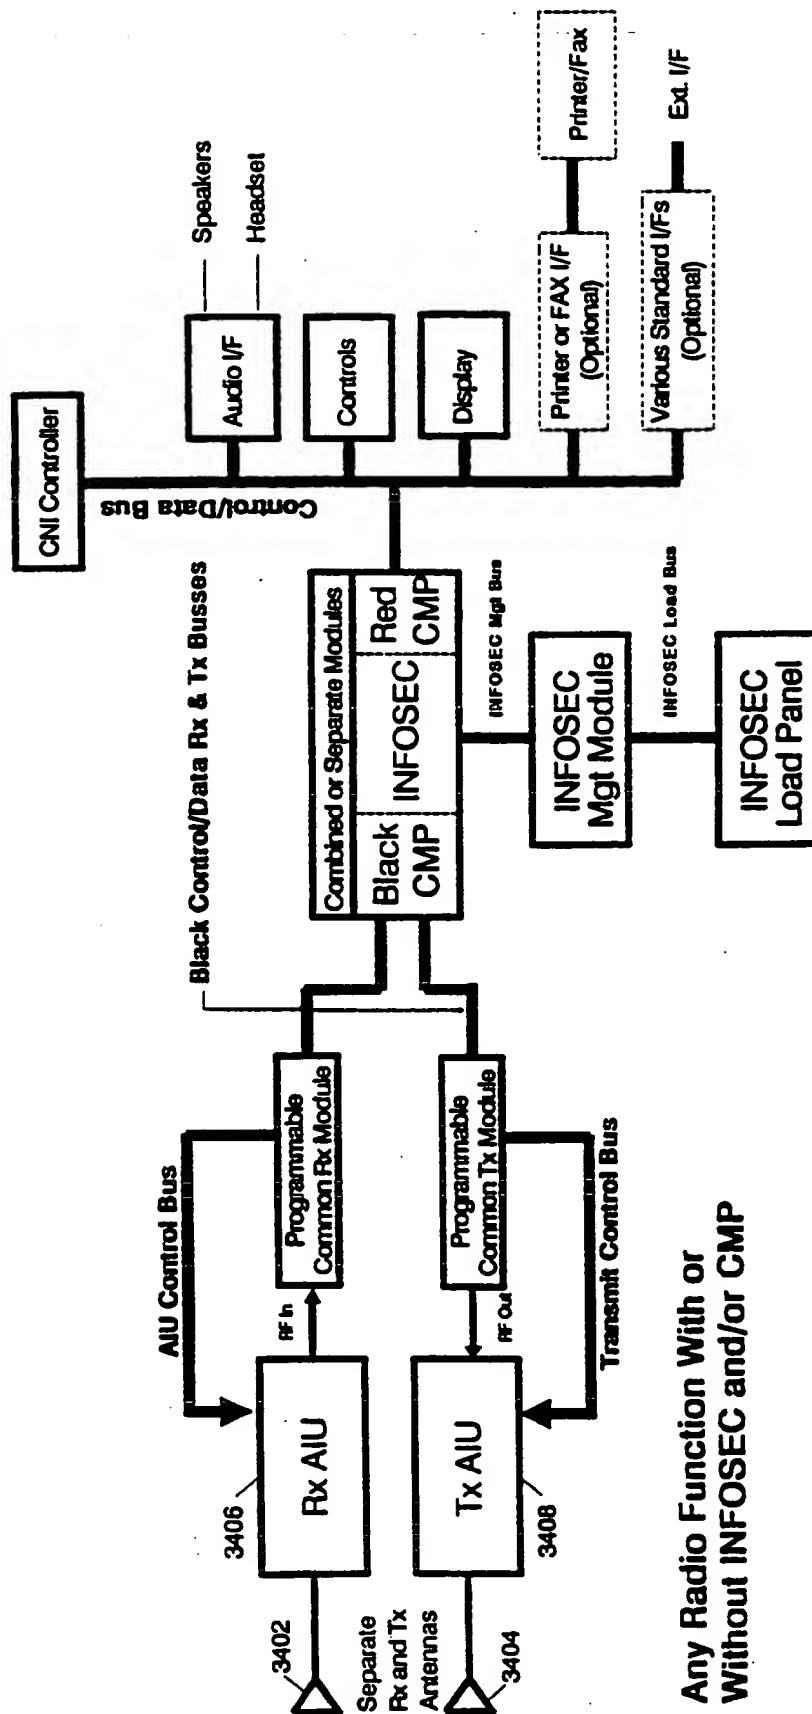 3402
Separate
Rx and Tx
Antennas
3404
3406
Rx AIU
Tx AIU
3408
AIU Control Bus
RF In
RF Out
Transmit Control Bus
Programmable
Common Rx Module
Programmable
Common Tx Module
Black Control/Data Rx & Tx Busses
Combined or Separate Modules
Black
CMP
INFOSEC
Red
CMP
INFOSEC Mgt Bus
INFOSEC
Mgt Module
INFOSEC Load Bus
INFOSEC
Load Panel
CNI Controller
Control/Data Bus
Audio I/F
Speakers
Headset
Controls
Display
Printer or FAX I/F
(Optional)
Printer/Fax
Various Standard I/Fs
(Optional)
Ext. I/F
Any Radio Function With or
Without INFOSEC and/or CMP